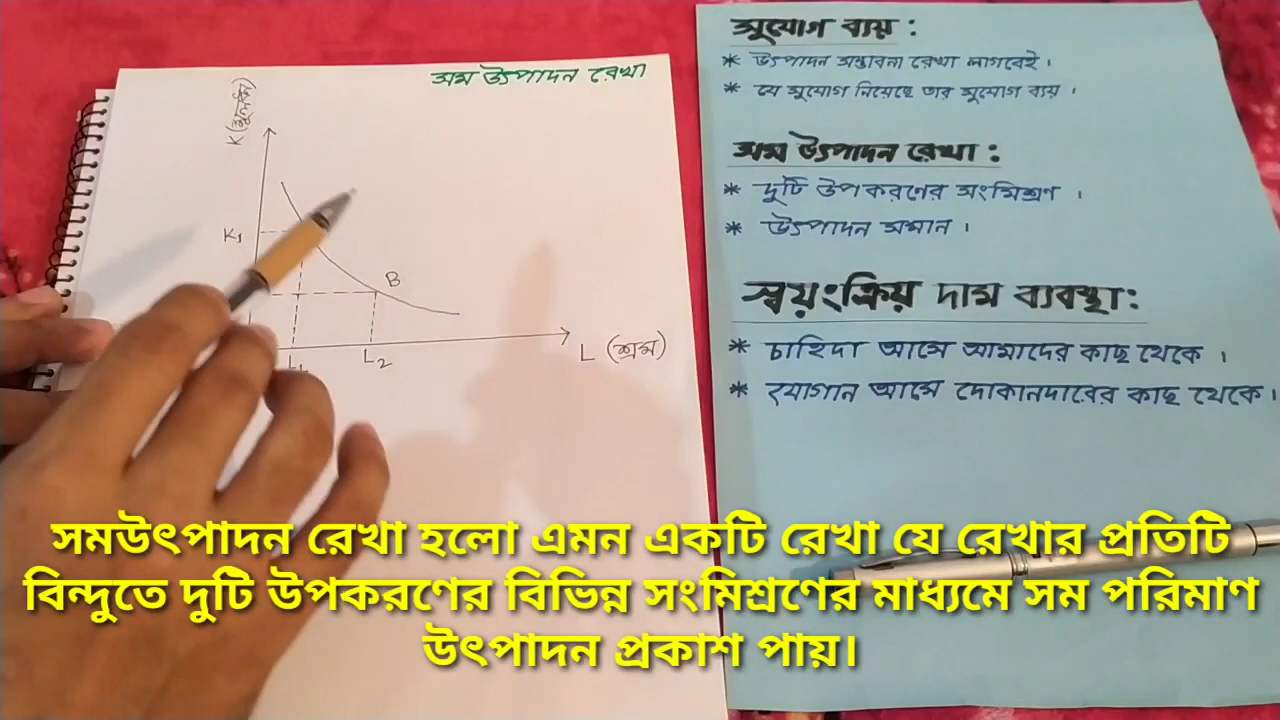 সম উৎপাদন রেখা
K (মূলধন)
K₁
B
L₁
L₂
L (শ্রম)
সুযোগ ব্যয় :
* উৎপাদন সম্ভাবনা রেখা লাগবেই।
* যে সুযোগ নিয়েছে তার সুযোগ ব্যয়।
সম উৎপাদন রেখা :
* দুটি উপকরণের সংমিশ্রণ।
* উৎপাদন সমান।
স্বয়ংক্রিয় দাম ব্যবস্থা:
* চাহিদা আসে আমাদের কাছ থেকে।
* যোগান আসে দোকানদারের কাছ থেকে।
সমউৎপাদন রেখা হলো এমন একটি রেখা যে রেখার প্রতিটি
বিন্দুতে দুটি উপকরণের বিভিন্ন সংমিশ্রণের মাধ্যমে সম পরিমাণ
উৎপাদন প্রকাশ পায়।